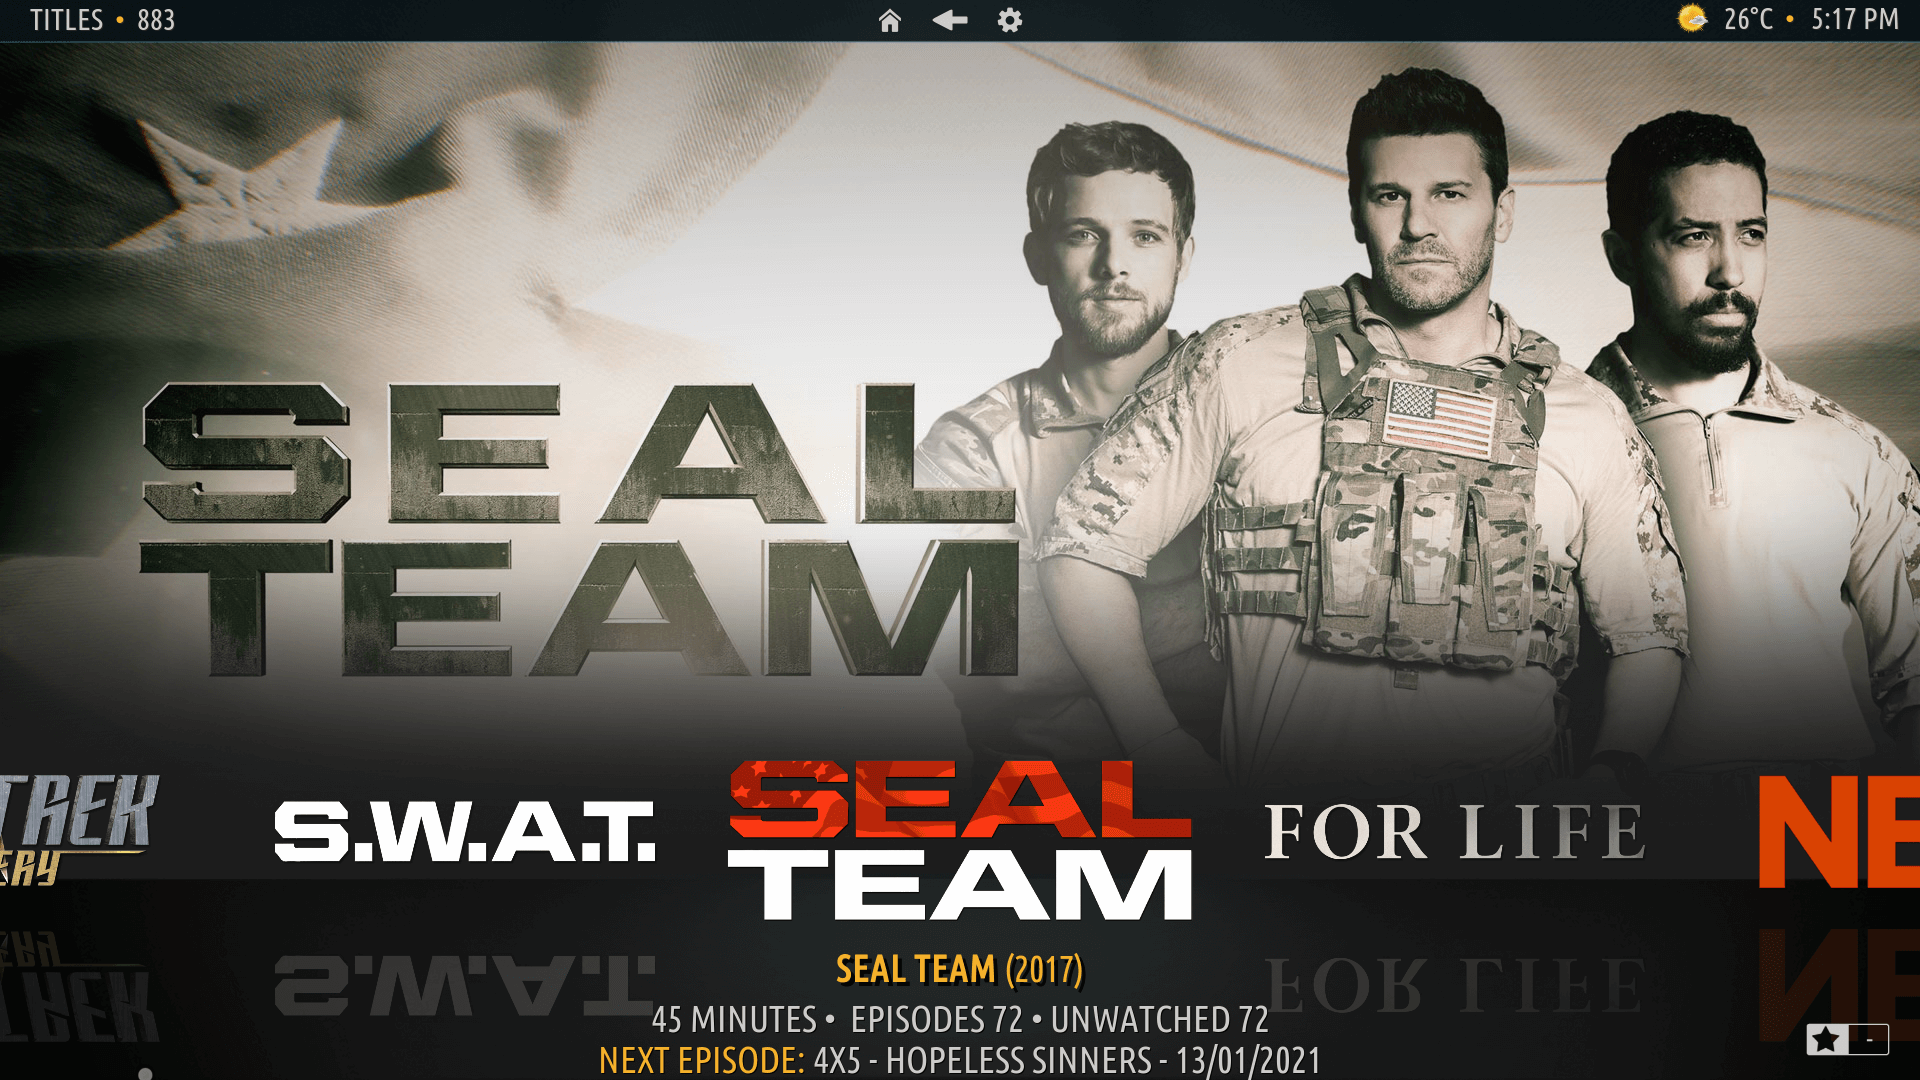 TITLES • 883
26°C • 5:17 PM
SEAL
TEAM
TREK
ERY
S.W.A.T.
SEAL
TEAM
FOR LIFE
NE
SEAL TEAM (2017)
45 MINUTES • EPISODES 72 • UNWATCHED 72
NEXT EPISODE: 4X5 - HOPELESS SINNERS - 13/01/2021
-